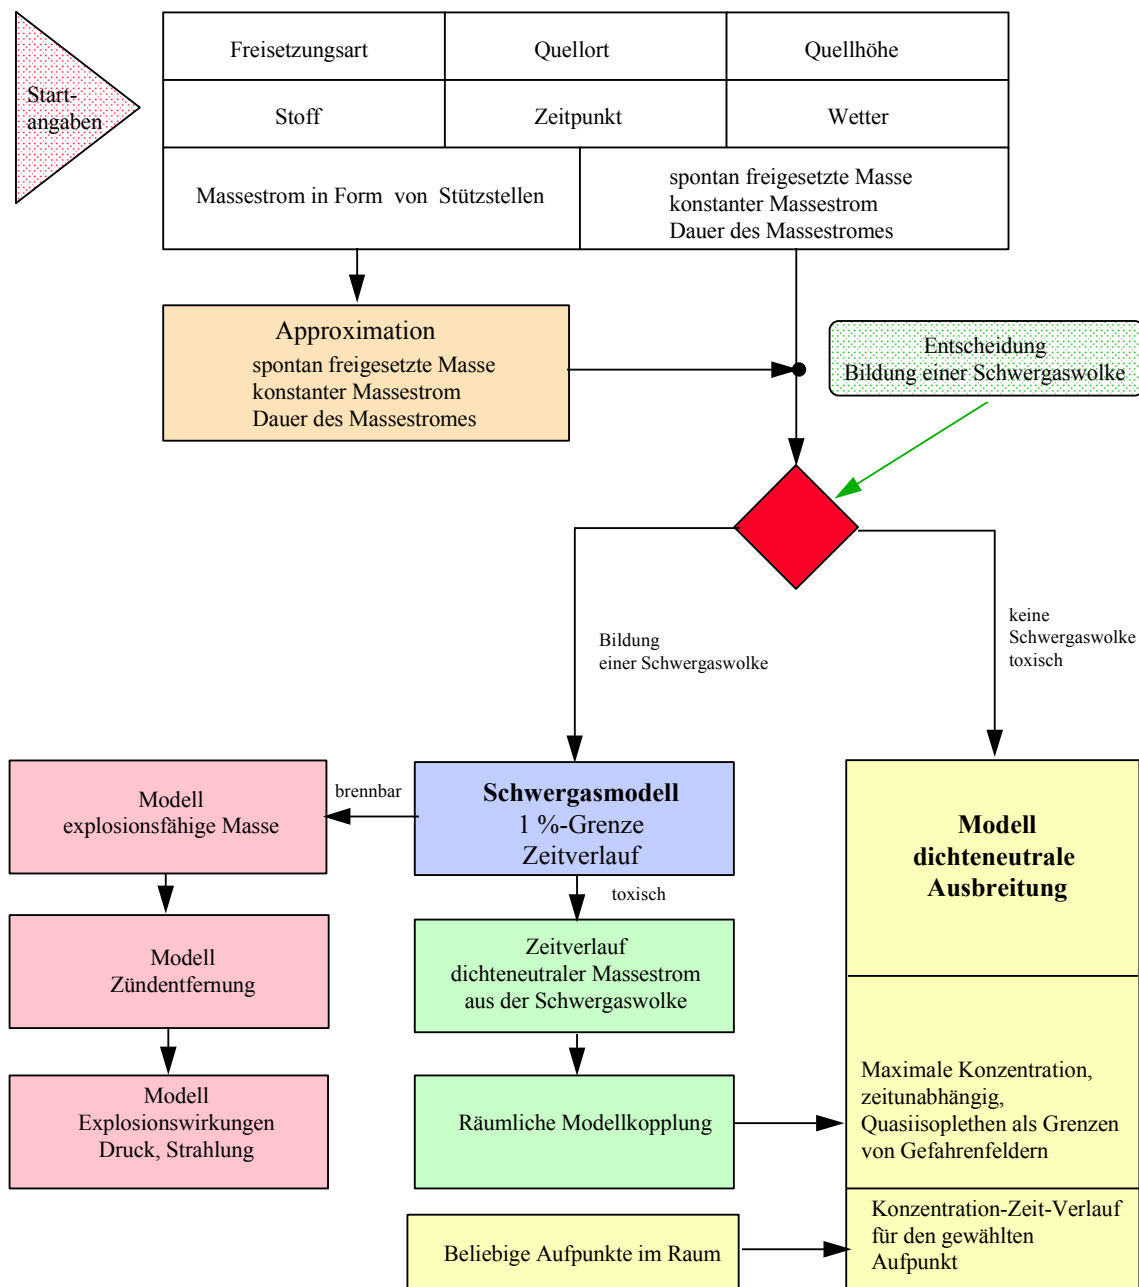 Start-
angaben
Freisetzungsart
Quellort
Quellhöhe
Stoff
Zeitpunkt
Wetter
Massestrom in Form von Stützstellen
spontan freigesetzte Masse
konstanter Massestrom
Dauer des Massestromes
Approximation
spontan freigesetzte Masse
konstanter Massestrom
Dauer des Massestromes
Entscheidung
Bildung einer Schwergaswolke
Bildung
einer Schwergaswolke
keine
Schwergaswolke
toxisch
Modell
explosionsfähige Masse
brennbar
Schwergasmodell
1 %-Grenze
Zeitverlauf
Modell
dichteneutrale
Ausbreitung
toxisch
Modell
Zündentfernung
Zeitverlauf
dichteneutraler Massestrom
aus der Schwergaswolke
Modell
Explosionswirkungen
Druck, Strahlung
Räumliche Modellkopplung
Maximale Konzentration,
zeitunabhängig,
Quasiisoplethen als Grenzen
von Gefahrenfeldern
Beliebige Aufpunkte im Raum
Konzentration-Zeit-Verlauf
für den gewählten
Aufpunkt